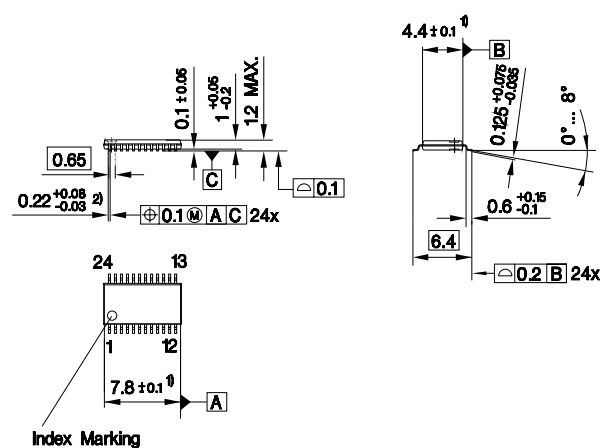 4.4 ±0.1 1)
B
0.1 ±0.05
1 +0.05 -0.2
1.2 MAX.
0.125 +0.075 -0.035
0°... 8°
0.65
C
⌓ 0.1
0.22 +0.08 -0.03 2)
⌖ 0.1 Ⓜ A C 24x
0.6 +0.15 -0.1
6.4
⌓ 0.2 B 24x
24 13
1 12
7.8 ±0.1 1)
A
Index Marking